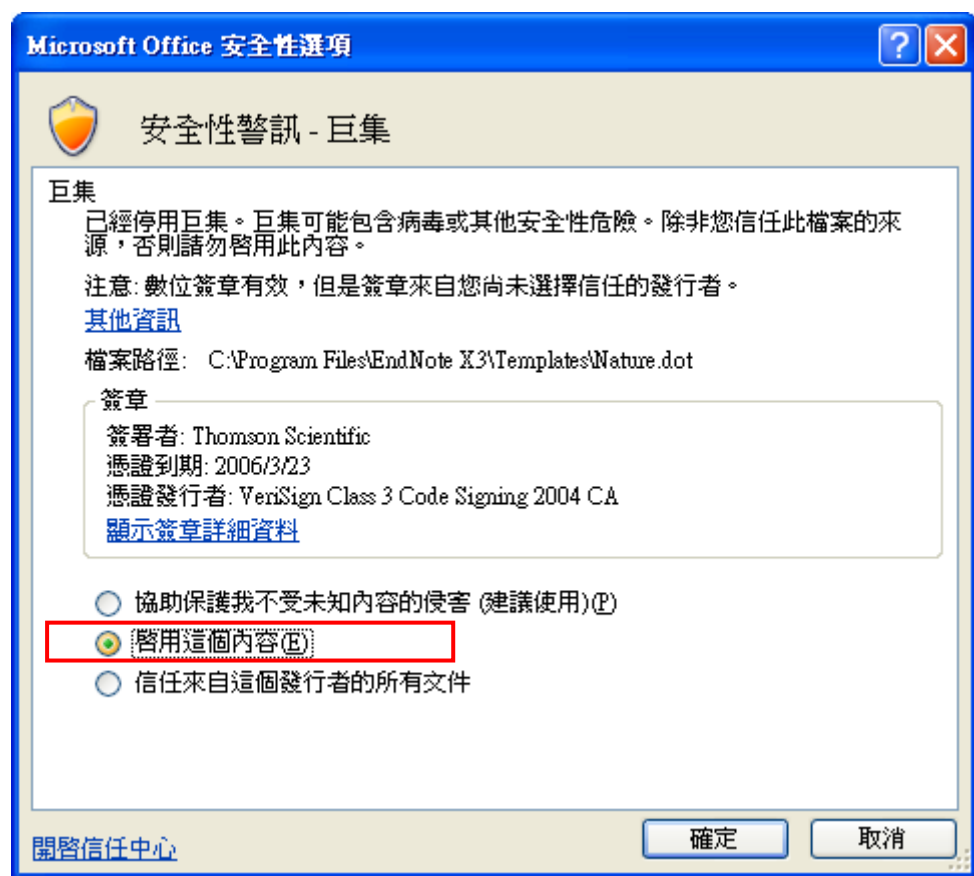 Microsoft Office 安全性選項
安全性警訊 - 巨集
巨集
已經停用巨集。巨集可能包含病毒或其他安全性危險。除非您信任此檔案的來
源，否則請勿啓用此內容。
注意: 數位簽章有效，但是簽章來自您尚未選擇信任的發行者。
其他資訊
檔案路徑: C:\Program Files\EndNote X3\Templates\Nature.dot
簽章
簽署者: Thomson Scientific
憑證到期: 2006/3/23
憑證發行者: VeriSign Class 3 Code Signing 2004 CA
顯示簽章詳細資料
協助保護我不受未知內容的侵害 (建議使用)(P)
啓用這個內容(E)
信任來自這個發行者的所有文件
開啓信任中心
確定
取消